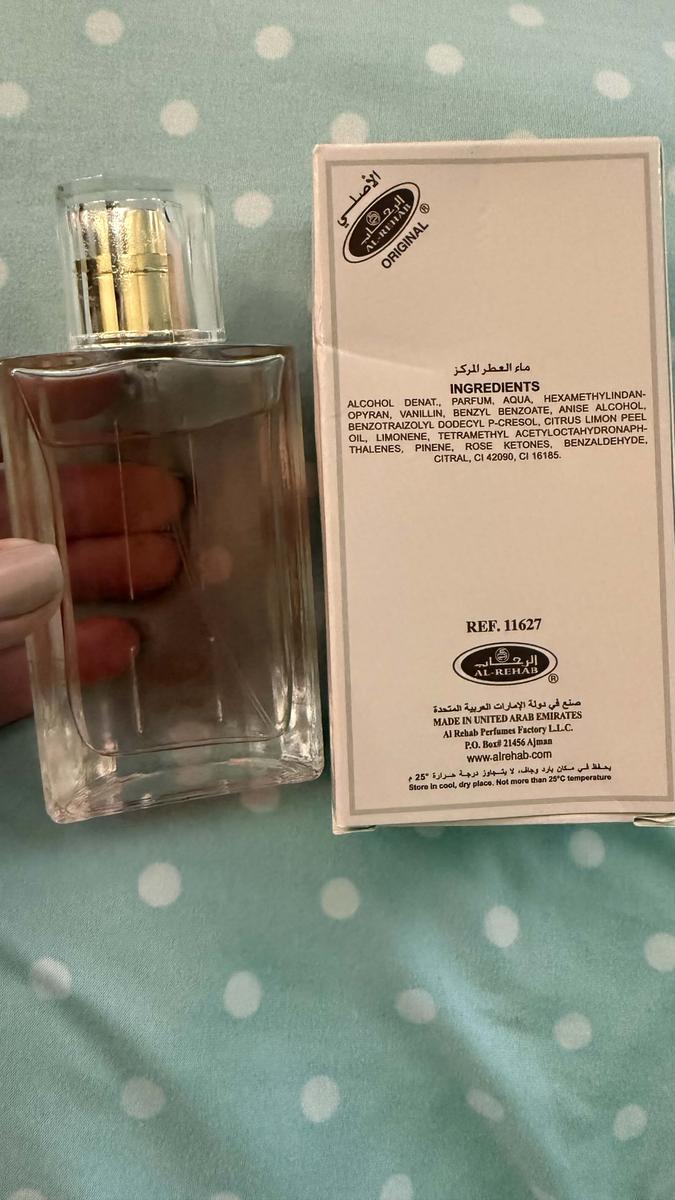 الأصلي
الرحاب
AL-REHAB ®
ORIGINAL
ماء العطر المركز
INGREDIENTS
ALCOHOL DENAT., PARFUM, AQUA, HEXAMETHYLINDAN-
OPYRAN, VANILLIN, BENZYL BENZOATE, ANISE ALCOHOL,
BENZOTRAIZOLYL DODECYL P-CRESOL, CITRUS LIMON PEEL
OIL, LIMONENE, TETRAMETHYL ACETYLOCTAHYDRONAPH-
THALENES, PINENE, ROSE KETONES, BENZALDEHYDE,
CITRAL, CI 42090, CI 16185.
REF. 11627
الرحاب
AL-REHAB ®
صنع في دولة الإمارات العربية المتحدة
MADE IN UNITED ARAB EMIRATES
Al Rehab Perfumes Factory L.L.C.
P.O. Box# 21456 Ajman
www.alrehab-com
يحفظ في مكان بارد وجاف، لا يتجاوز درجة حرارة °25 م
Store in cool, dry place. Not more than 25°C temperature